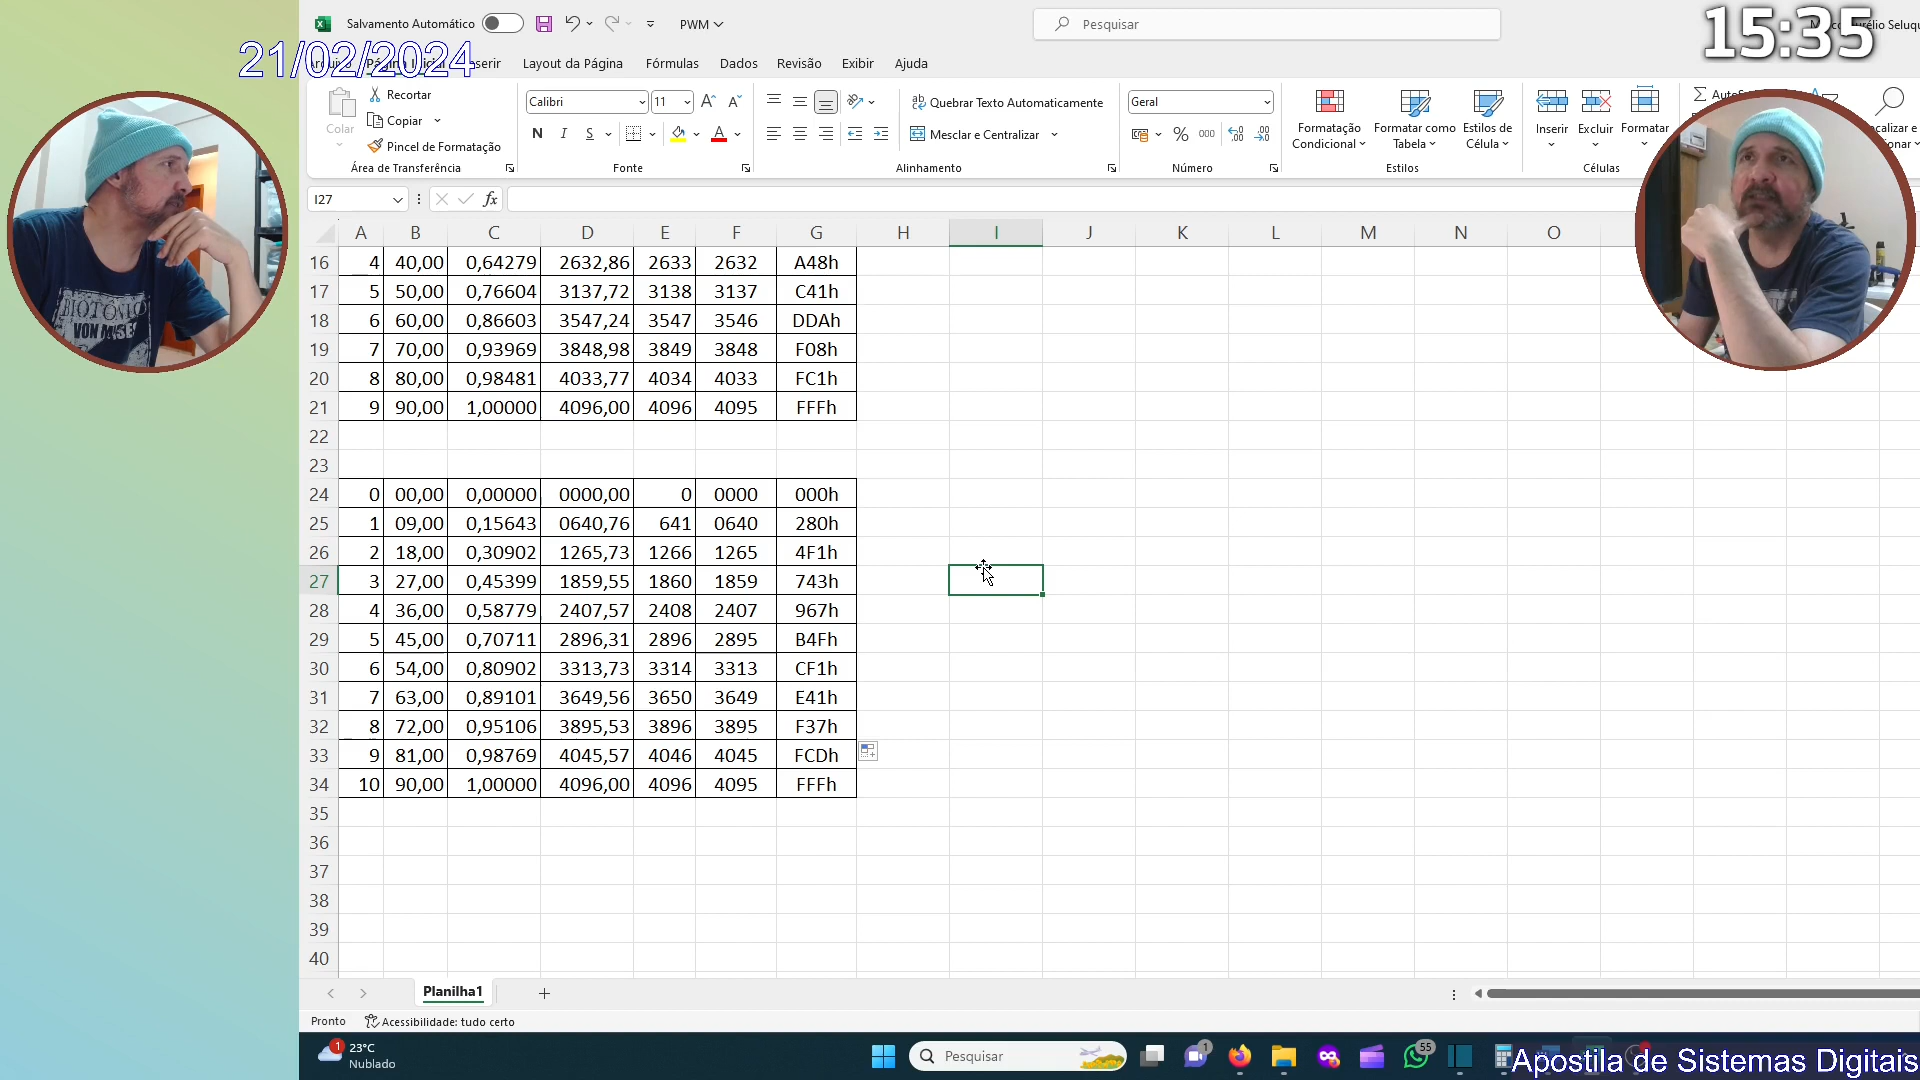 Salvamento Automático
PWM
Pesquisar
15:35
21/02/2024
Layout da Página
Fórmulas
Dados
Revisão
Exibir
Ajuda
Colar
Recortar
Copiar
Pincel de Formatação
Área de Transferência
Calibri
11
N I S
Fonte
Quebrar Texto Automaticamente
Mesclar e Centralizar
Alinhamento
Geral
% 000
Número
Formatação Condicional
Formatar como Tabela
Estilos de Célula
Estilos
Inserir
Excluir
Formatar
Células
I27
fx
A B C D E F G H I J K L M N O
16 4 40,00 0,64279 2632,86 2633 2632 A48h
17 5 50,00 0,76604 3137,72 3138 3137 C41h
18 6 60,00 0,86603 3547,24 3547 3546 DDAh
19 7 70,00 0,93969 3848,98 3849 3848 F08h
20 8 80,00 0,98481 4033,77 4034 4033 FC1h
21 9 90,00 1,00000 4096,00 4096 4095 FFFh
22
23
24 0 00,00 0,00000 0000,00 0 0000 000h
25 1 09,00 0,15643 0640,76 641 0640 280h
26 2 18,00 0,30902 1265,73 1266 1265 4F1h
27 3 27,00 0,45399 1859,55 1860 1859 743h
28 4 36,00 0,58779 2407,57 2408 2407 967h
29 5 45,00 0,70711 2896,31 2896 2895 B4Fh
30 6 54,00 0,80902 3313,73 3314 3313 CF1h
31 7 63,00 0,89101 3649,56 3650 3649 E41h
32 8 72,00 0,95106 3895,53 3896 3895 F37h
33 9 81,00 0,98769 4045,57 4046 4045 FCDh
34 10 90,00 1,00000 4096,00 4096 4095 FFFh
35
36
37
38
39
40
Planilha1
Pronto
Acessibilidade: tudo certo
1
23°C
Nublado
Pesquisar
1
55
Apostila de Sistemas Digitais
BIOTÔNIO